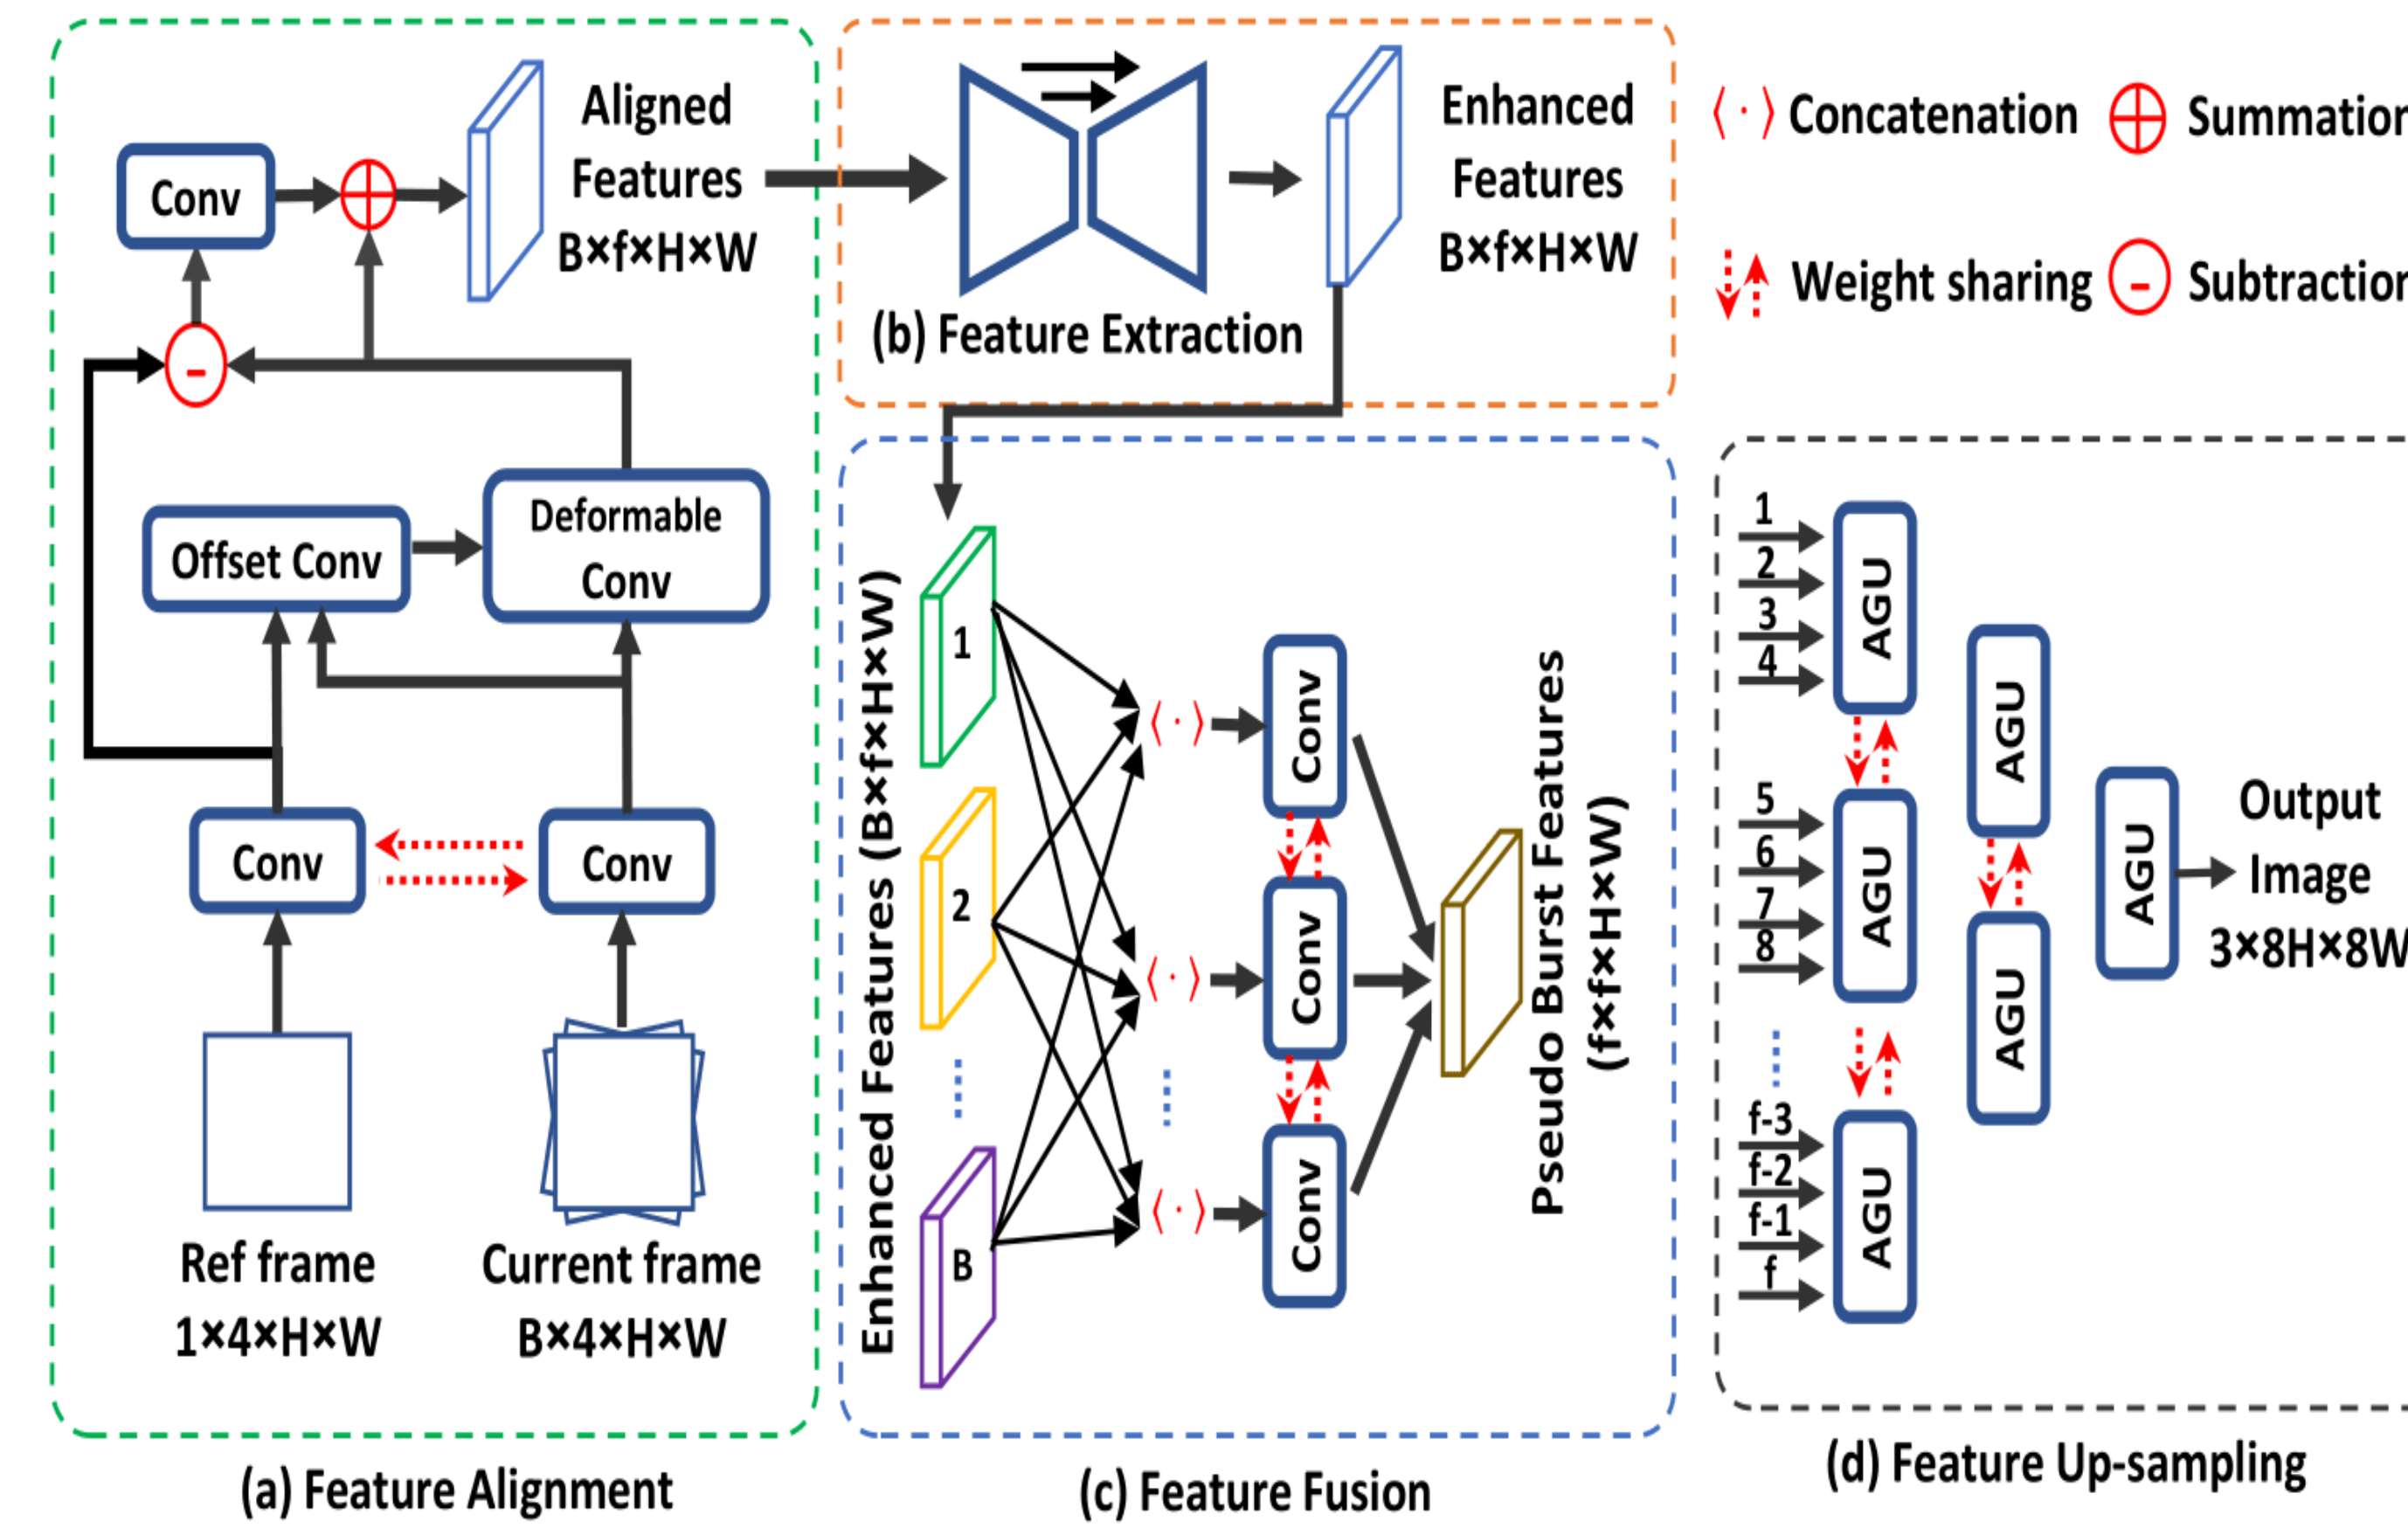 Aligned
Features
B×f×H×W
Conv
-
Offset Conv
Deformable
Conv
Conv
Conv
Ref frame
1×4×H×W
Current frame
B×4×H×W
(a) Feature Alignment
Enhanced
Features
B×f×H×W
(b) Feature Extraction
⟨·⟩ Concatenation
Summation
Weight sharing
- Subtraction
Enhanced Features (B×f×H×W)
1
2
B
⟨·⟩
⟨·⟩
⟨·⟩
Conv
Conv
Conv
Pseudo Burst Features
(f×f×H×W)
(c) Feature Fusion
1
2
3
4
5
6
7
8
f-3
f-2
f-1
f
AGU
AGU
AGU
AGU
AGU
AGU
Output
Image
3×8H×8W
(d) Feature Up-sampling